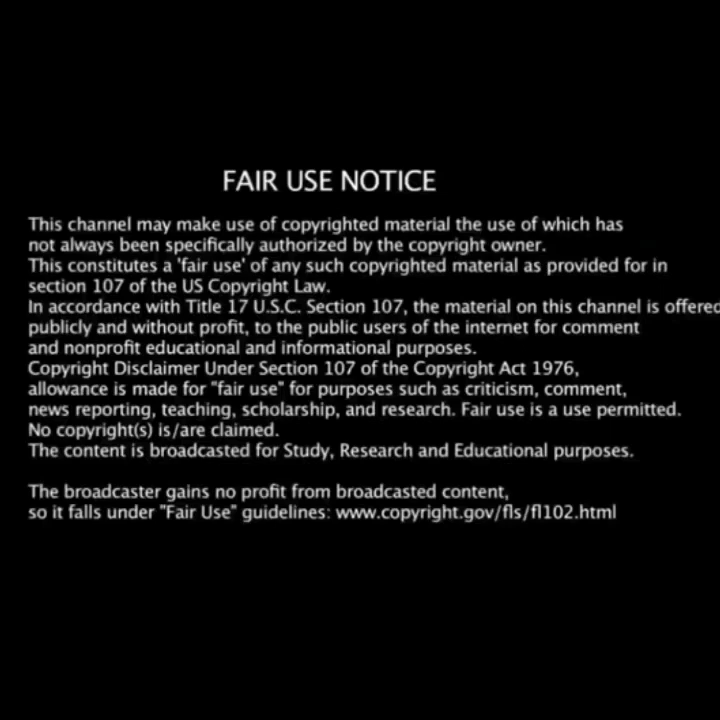 FAIR USE NOTICE
This channel may make use of copyrighted material the use of which has
not always been specifically authorized by the copyright owner.
This constitutes a 'fair use' of any such copyrighted material as provided for in
section 107 of the US Copyright Law.
In accordance with Title 17 U.S.C. Section 107, the material on this channel is offered
publicly and without profit, to the public users of the internet for comment
and nonprofit educational and informational purposes.
Copyright Disclaimer Under Section 107 of the Copyright Act 1976,
allowance is made for "fair use" for purposes such as criticism, comment,
news reporting, teaching, scholarship, and research. Fair use is a use permitted.
No copyright(s) is/are claimed.
The content is broadcasted for Study, Research and Educational purposes.
The broadcaster gains no profit from broadcasted content,
so it falls under "Fair Use" guidelines: www.copyright.gov/fls/fl102.html